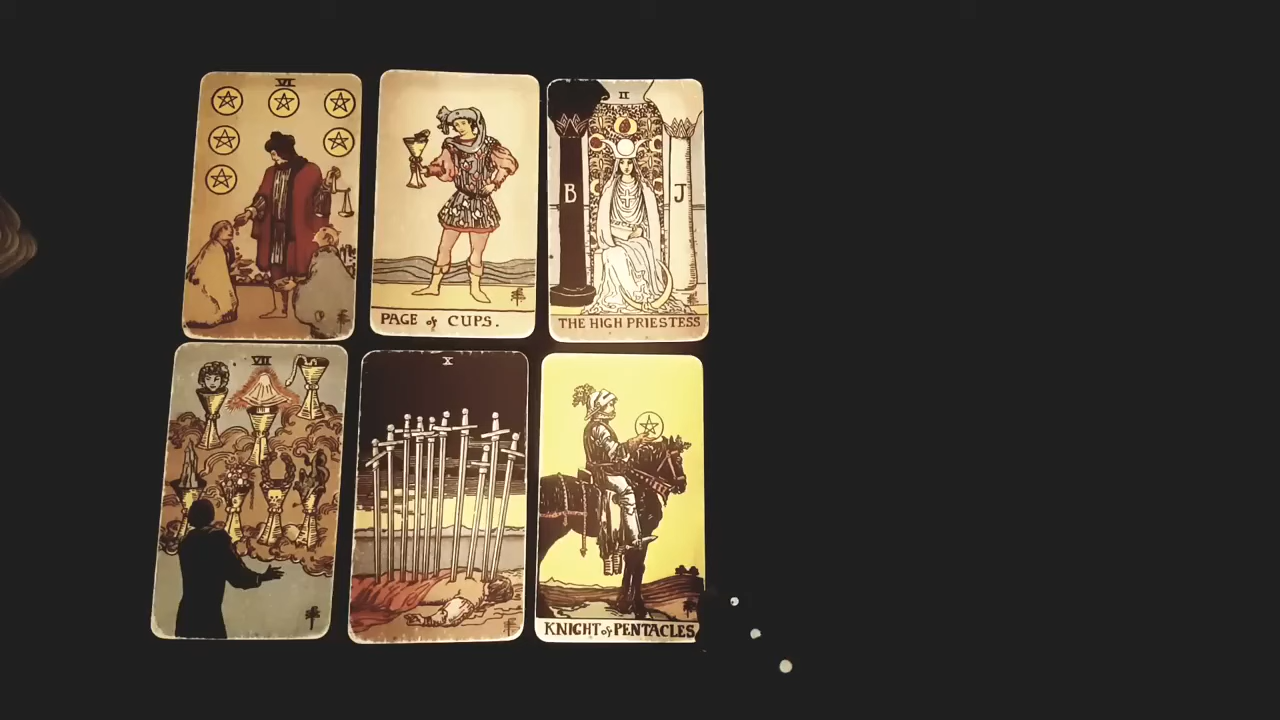 VI
PAGE of CUPS.
II
B J
THE HIGH PRIESTESS
VII
X
KNIGHT of PENTACLES